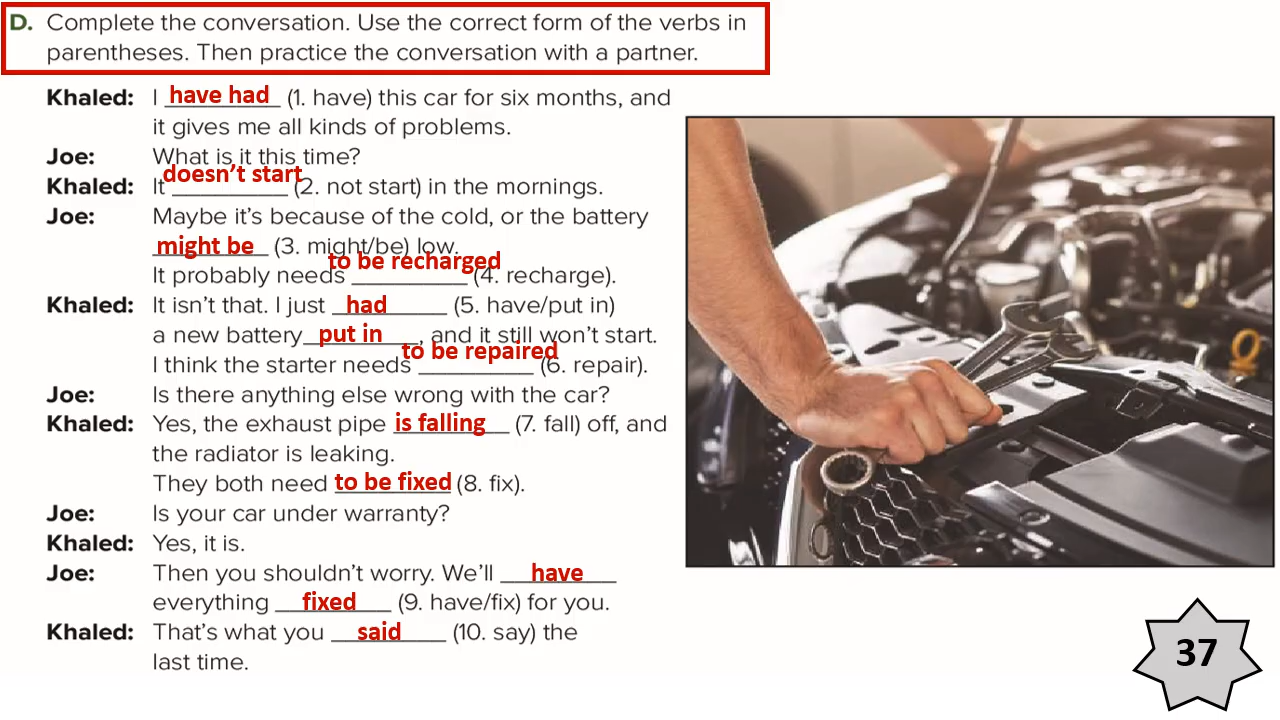 D. Complete the conversation. Use the correct form of the verbs in
parentheses. Then practice the conversation with a partner.
Khaled: I have had (1. have) this car for six months, and
it gives me all kinds of problems.
Joe: What is it this time?
Khaled: It doesn't start (2. not start) in the mornings.
Joe: Maybe it's because of the cold, or the battery
might be (3. might/be) low.
It probably needs to be recharged (4. recharge).
Khaled: It isn't that. I just had (5. have/put in)
a new battery put in, and it still won't start.
I think the starter needs to be repaired (6. repair).
Joe: Is there anything else wrong with the car?
Khaled: Yes, the exhaust pipe is falling (7. fall) off, and
the radiator is leaking.
They both need to be fixed (8. fix).
Joe: Is your car under warranty?
Khaled: Yes, it is.
Joe: Then you shouldn't worry. We'll have
everything fixed (9. have/fix) for you.
Khaled: That's what you said (10. say) the
last time.
37